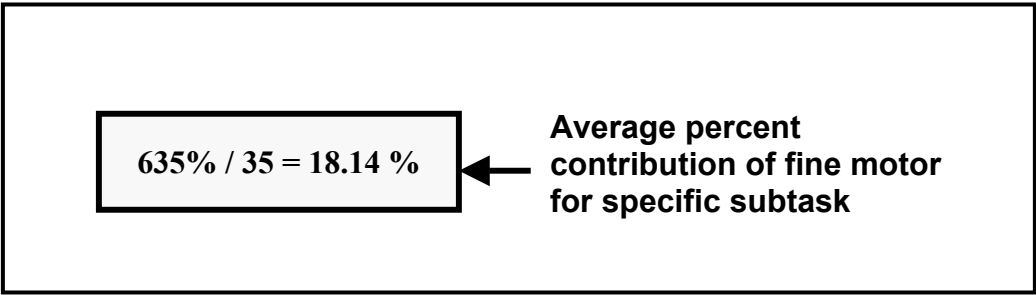 635% / 35 = 18.14 %
Average percent
contribution of fine motor
for specific subtask